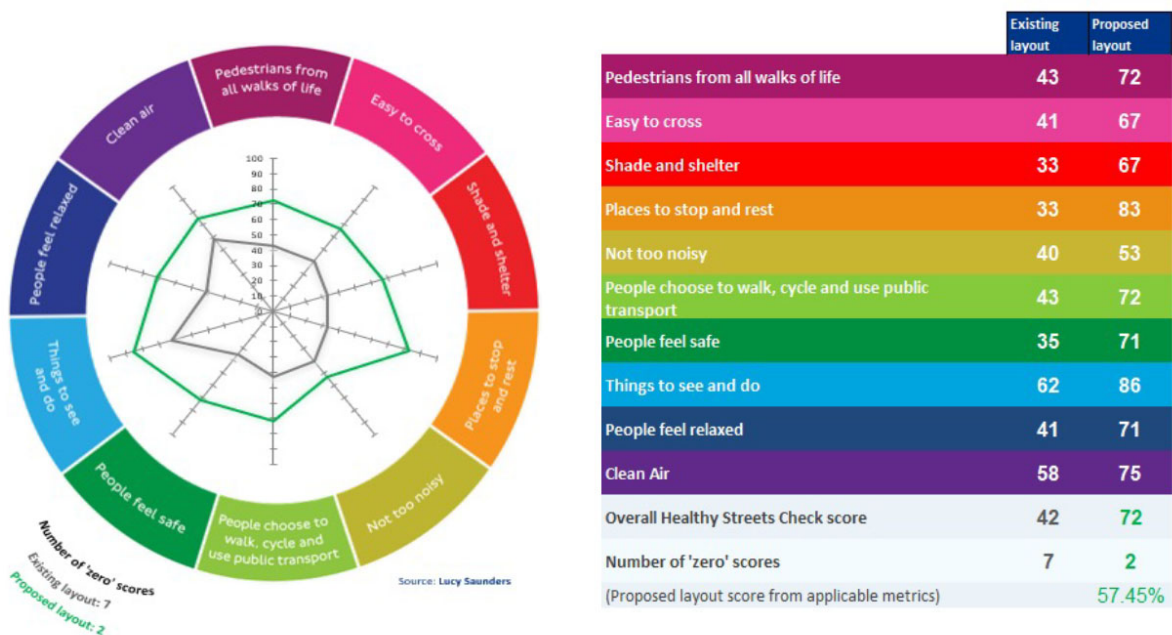 Pedestrians from
all walks of life
Easy to cross
Shade and shelter
Places to stop
and rest
Not too noisy
People choose to
walk, cycle and
use public transport
People feel safe
Things to see
and do
People feel relaxed
Clean air
100
90
80
70
60
50
40
30
20
10
0
Number of 'zero' scores
Existing layout: 7
Proposed layout: 2
Source: Lucy Saunders
Existing layout Proposed layout
Pedestrians from all walks of life 43 72
Easy to cross 41 67
Shade and shelter 33 67
Places to stop and rest 33 83
Not too noisy 40 53
People choose to walk, cycle and use public
transport 43 72
People feel safe 35 71
Things to see and do 62 86
People feel relaxed 41 71
Clean Air 58 75
Overall Healthy Streets Check score 42 72
Number of 'zero' scores 7 2
(Proposed layout score from applicable metrics) 57.45%